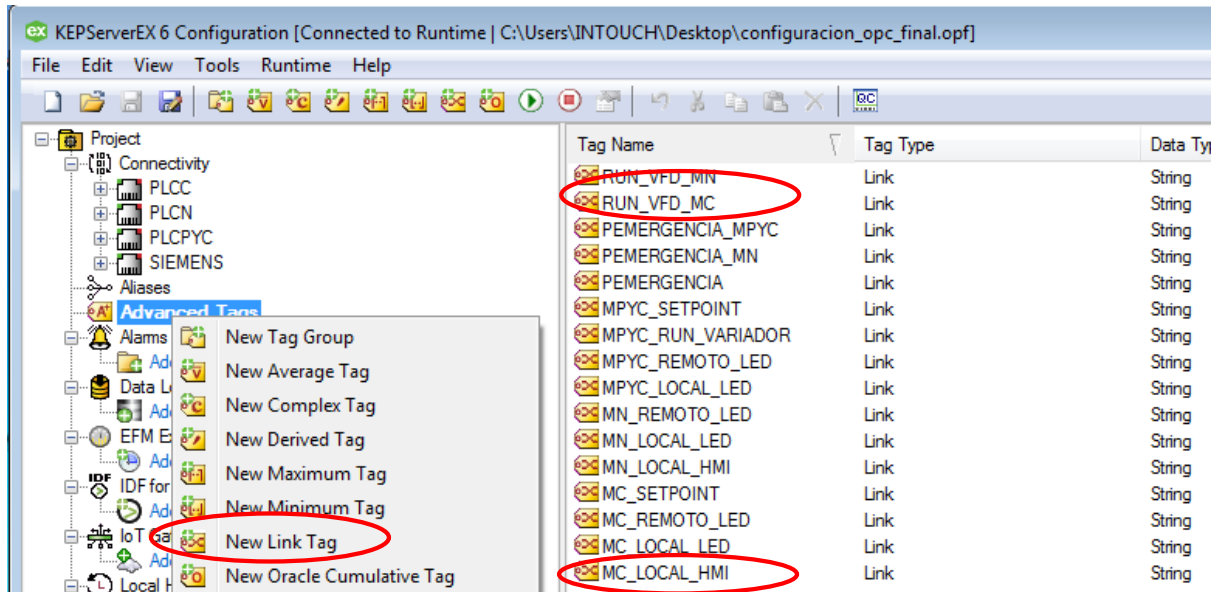 KEPServerEX 6 Configuration [Connected to Runtime | C:\Users\INTOUCH\Desktop\configuracion_opc_final.opf]
File Edit View Tools Runtime Help
Project
Connectivity
PLCC
PLCN
PLCPYC
SIEMENS
Aliases
Advanced Tags
Alarms
Data
EFM
IDF for
IoT
Local
New Tag Group
New Average Tag
New Complex Tag
New Derived Tag
New Maximum Tag
New Minimum Tag
New Link Tag
New Oracle Cumulative Tag
Tag Name Tag Type Data
RUN_VFD_MN Link String
RUN_VFD_MC Link String
PEMERGENCIA_MPYC Link String
PEMERGENCIA_MN Link String
PEMERGENCIA Link String
MPYC_SETPOINT Link String
MPYC_RUN_VARIADOR Link String
MPYC_REMOTO_LED Link String
MPYC_LOCAL_LED Link String
MN_REMOTO_LED Link String
MN_LOCAL_LED Link String
MN_LOCAL_HMI Link String
MC_SETPOINT Link String
MC_REMOTO_LED Link String
MC_LOCAL_LED Link String
MC_LOCAL_HMI Link String